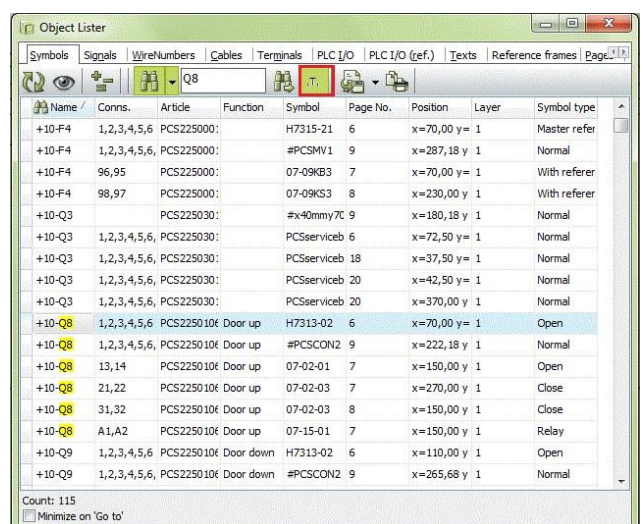 Object Lister
Symbols Signals WireNumbers Cables Terminals PLC I/O PLC I/O (ref.) Texts Reference frames Pages
Q8 .T.
Name Conns. Article Function Symbol Page No. Position Layer Symbol type
+10-F4 1,2,3,4,5,6 PCS225000 H7315-21 6 x=70,00 y= 1 Master refer
+10-F4 1,2,3,4,5,6 PCS225000 #PCSMV1 9 x=287,18 y 1 Normal
+10-F4 96,95 PCS225000 07-09KB3 7 x=70,00 y= 1 With referer
+10-F4 98,97 PCS225000 07-09KS3 8 x=230,00 y 1 With referer
+10-Q3 PCS225030 #x40mmy70 9 x=180,18 y 1 Normal
+10-Q3 1,2,3,4,5,6, PCS225030 PCSserviceb 6 x=72,50 y= 1 Normal
+10-Q3 1,2,3,4,5,6, PCS225030 PCSserviceb 18 x=37,50 y= 1 Normal
+10-Q3 1,2,3,4,5,6, PCS225030 PCSserviceb 20 x=42,50 y= 1 Normal
+10-Q3 1,2,3,4,5,6, PCS225030 PCSserviceb 20 x=370,00 y 1 Normal
+10-Q8 1,2,3,4,5,6 PCS2250106 Door up H7313-02 6 x=70,00 y= 1 Open
+10-Q8 1,2,3,4,5,6, PCS2250106 Door up #PCSCON2 9 x=222,18 y 1 Normal
+10-Q8 13,14 PCS2250106 Door up 07-02-01 7 x=150,00 y 1 Open
+10-Q8 21,22 PCS2250106 Door up 07-02-03 7 x=270,00 y 1 Close
+10-Q8 31,32 PCS2250106 Door up 07-02-03 8 x=150,00 y 1 Close
+10-Q8 A1,A2 PCS2250106 Door up 07-15-01 7 x=150,00 y 1 Relay
+10-Q9 1,2,3,4,5,6 PCS2250106 Door down H7313-02 6 x=110,00 y 1 Open
+10-Q9 1,2,3,4,5,6, PCS2250106 Door down #PCSCON2 9 x=265,68 y 1 Normal
Count: 115
Minimize on 'Go to'